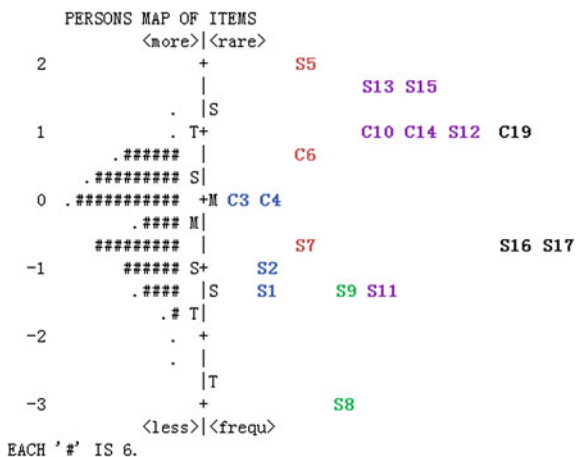 PERSONS MAP OF ITEMS
<more>|<rare>
2 + S5
| S13 S15
. |S
1 . T+ C10 C14 S12 C19
.###### | C6
.######### S|
0 .########### +M C3 C4
.#### M|
######### | S7 S16 S17
-1 ###### S+ S2
.#### |S S1 S9 S11
.# T|
-2 . +
. |
|T
-3 + S8
<less>|<frequ>
EACH '#' IS 6.